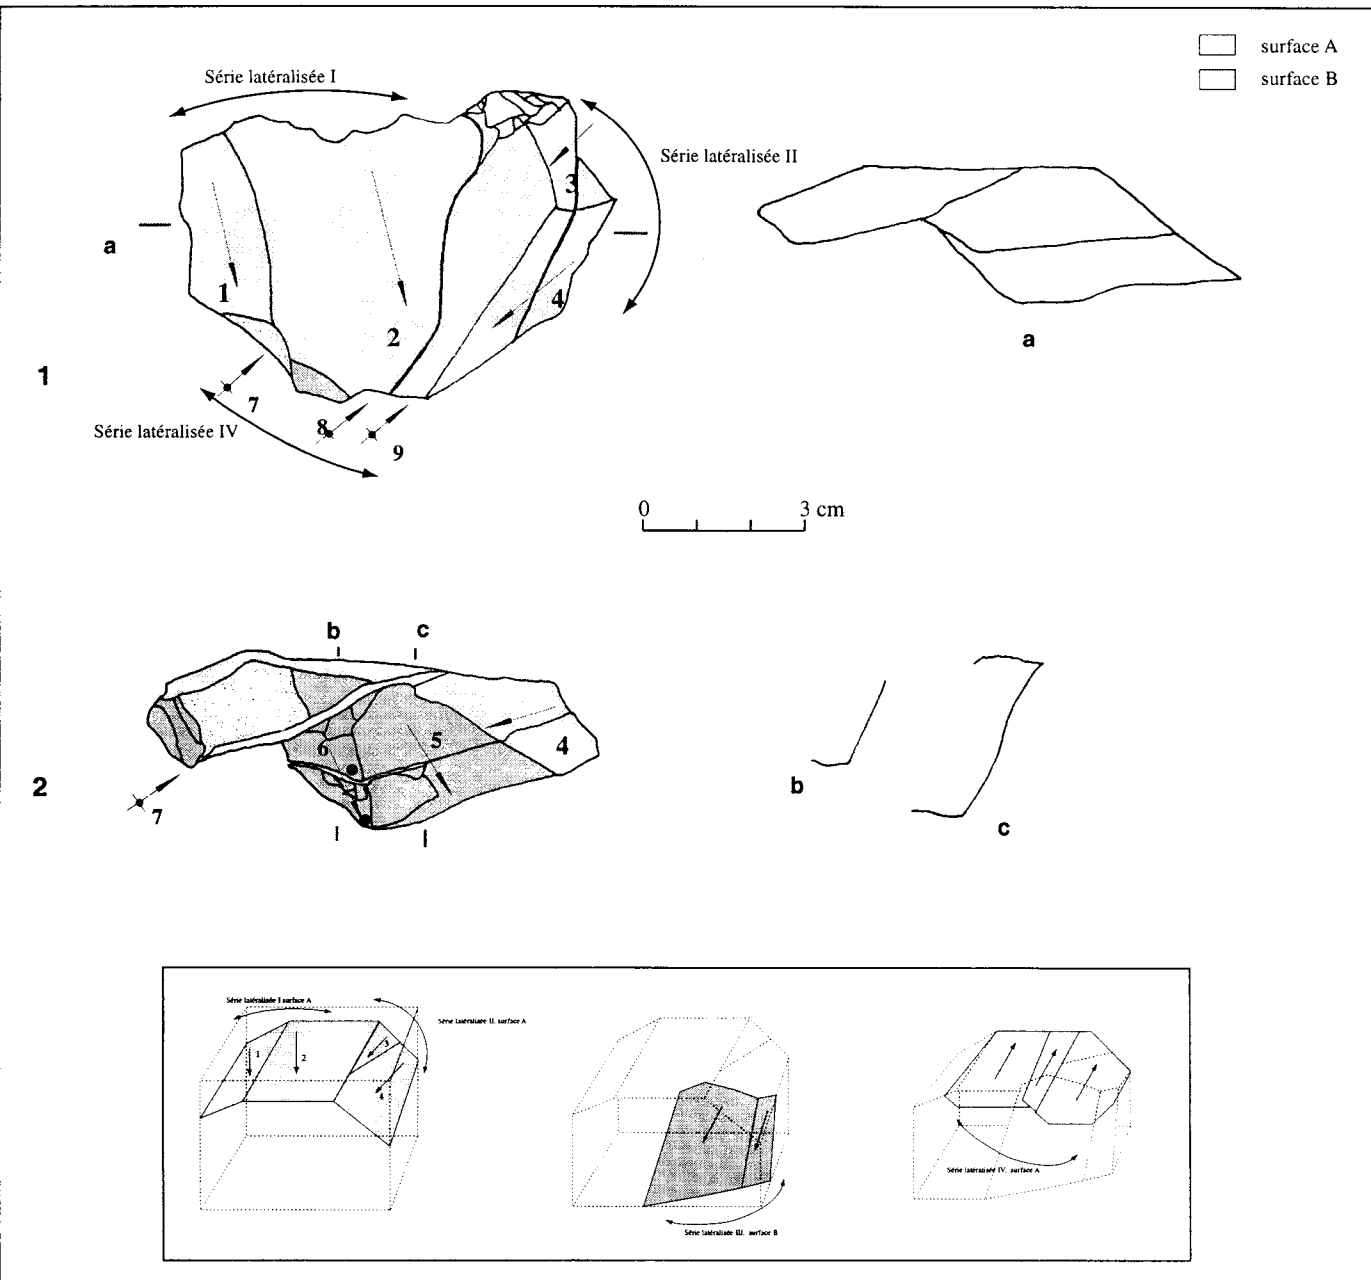 surface A
surface B
Série latéralisée I
Série latéralisée II
a
1
2
3
4
a
1
7
8
9
Série latéralisée IV
0 3 cm
b c
6
5
4
7
2
b
c
Série latéralisée I surface A
Série latéralisée II, surface A
1
2
3
4
Série latéralisée III, surface B
Série latéralisée IV, surface A